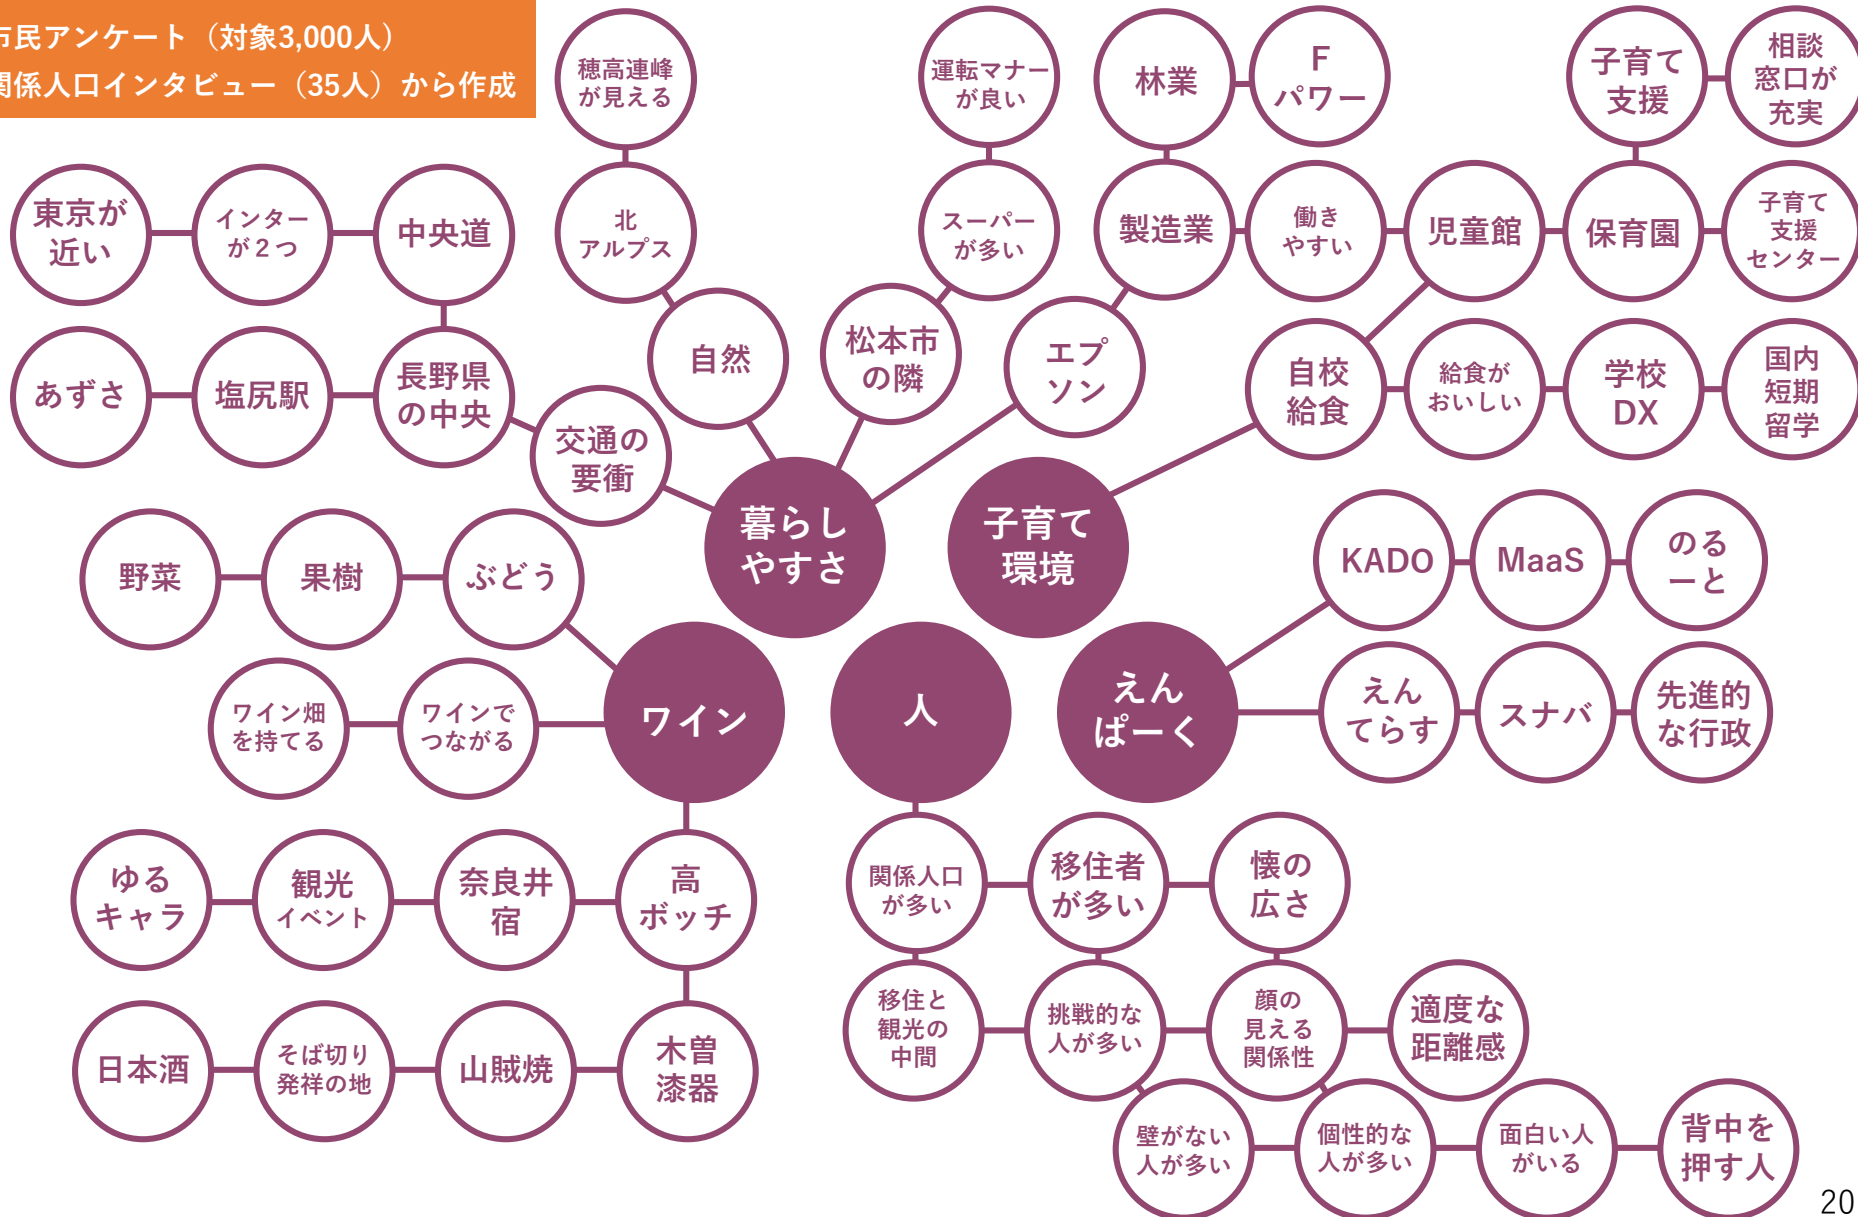 市民アンケート（対象3,000人）
関係人口インタビュー（35人）から作成
穂高連峰
が見える
運転マナー
が良い
林業
F
パワー
子育て
支援
相談
窓口が
充実
東京が
近い
インター
が２つ
中央道
北
アルプス
スーパー
が多い
製造業
働き
やすい
児童館
保育園
子育て
支援
センター
あずさ
塩尻駅
長野県
の中央
交通の
要衝
自然
松本市
の隣
エプ
ソン
自校
給食
給食が
おいしい
学校
DX
国内
短期
留学
暮らし
やすさ
子育て
環境
野菜
果樹
ぶどう
KADO
MaaS
のる
ーと
ワイン畑
を持てる
ワインで
つながる
ワイン
人
えん
ぱーく
えん
てらす
スナバ
先進的
な行政
ゆる
キャラ
観光
イベント
奈良井
宿
高
ボッチ
関係人口
が多い
移住者
が多い
懐の
広さ
日本酒
そば切り
発祥の地
山賊焼
木曽
漆器
移住と
観光の
中間
挑戦的な
人が多い
顔の
見える
関係性
適度な
距離感
壁がない
人が多い
個性的な
人が多い
面白い人
がいる
背中を
押す人
20